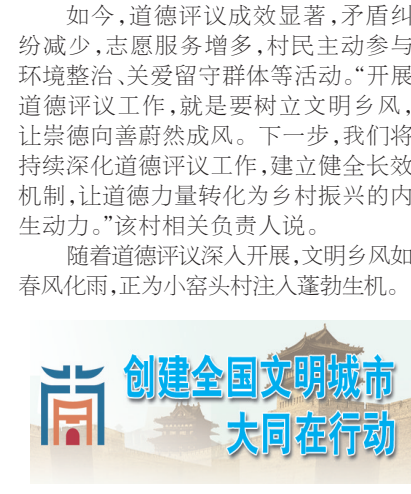 如今，道德评议成效显著，矛盾纠
纷减少，志愿服务增多，村民主动参与
环境整治、关爱留守群体等活动。“开展
道德评议工作，就是要树立文明乡风，
让崇德向善蔚然成风。下一步，我们将
持续深化道德评议工作，建立健全长效
机制，让道德力量转化为乡村振兴的内
生动力。”该村相关负责人说。
随着道德评议深入开展，文明乡风如
春风化雨，正为小窑头村注入蓬勃生机。
创建全国文明城市
大同在行动